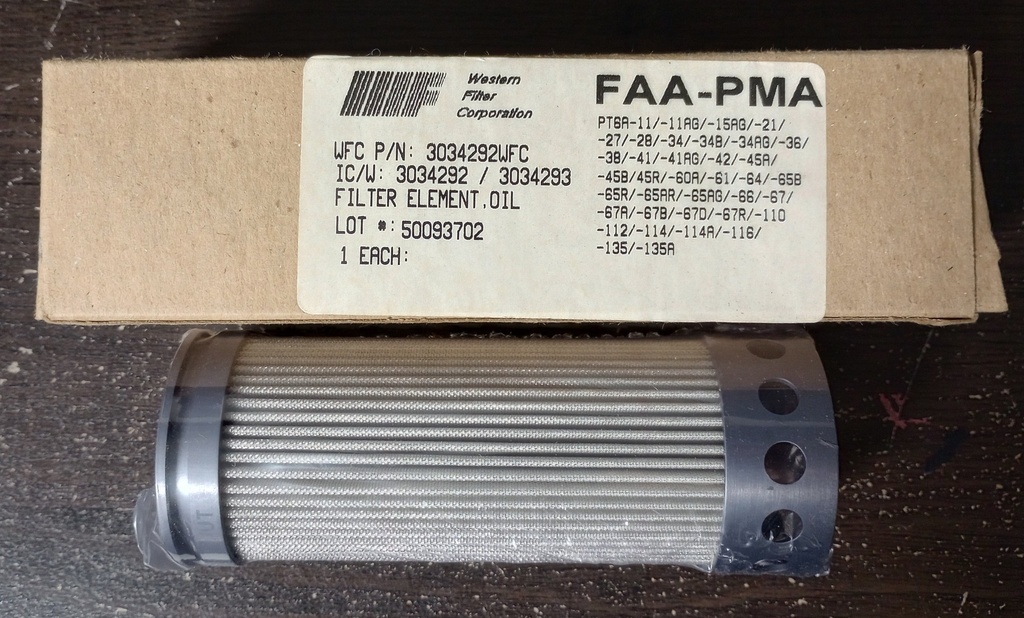 Western
Filter
Corporation
WFC P/N: 3034292WFC
IC/W: 3034292 / 3034293
FILTER ELEMENT,OIL
LOT #: 50093702
1 EACH:
FAA-PMA
PT6A-11/-11AG/-15AG/-21/
-27/-28/-34/-34B/-34AG/-36/
-38/-41/-41AG/-42/-45A/
-45B/45R/-60A/-61/-64/-65B
-65R/-65AR/-65AG/-66/-67/
-67A/-67B/-67D/-67R/-110
-112/-114/-114A/-116/
-135/-135A